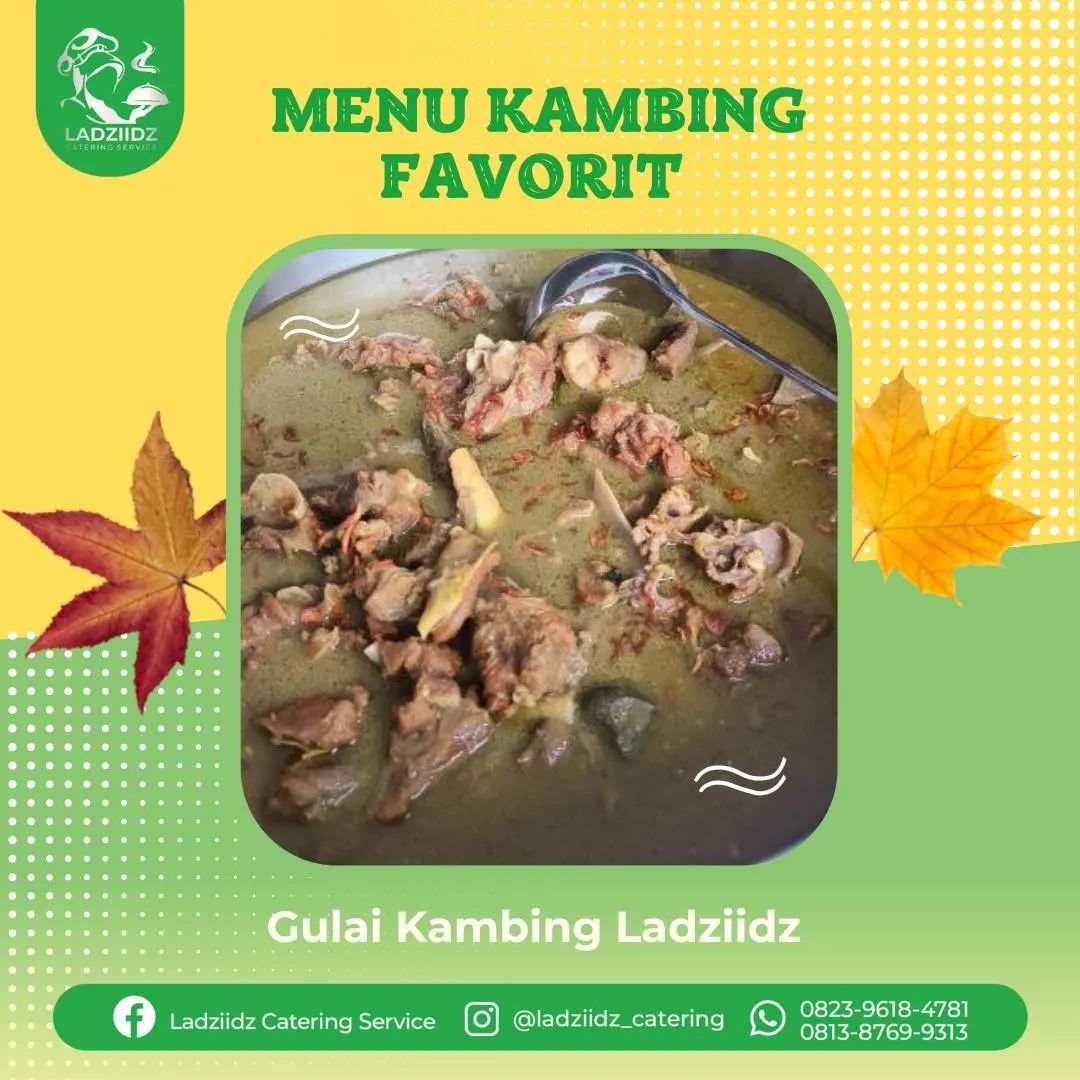 LADZIIDZ
CATERING SERVICE
MENU KAMBING
FAVORIT
Gulai Kambing Ladziidz
Ladziidz Catering Service
@ladziidz_catering
0823-9618-4781
0813-8769-9313